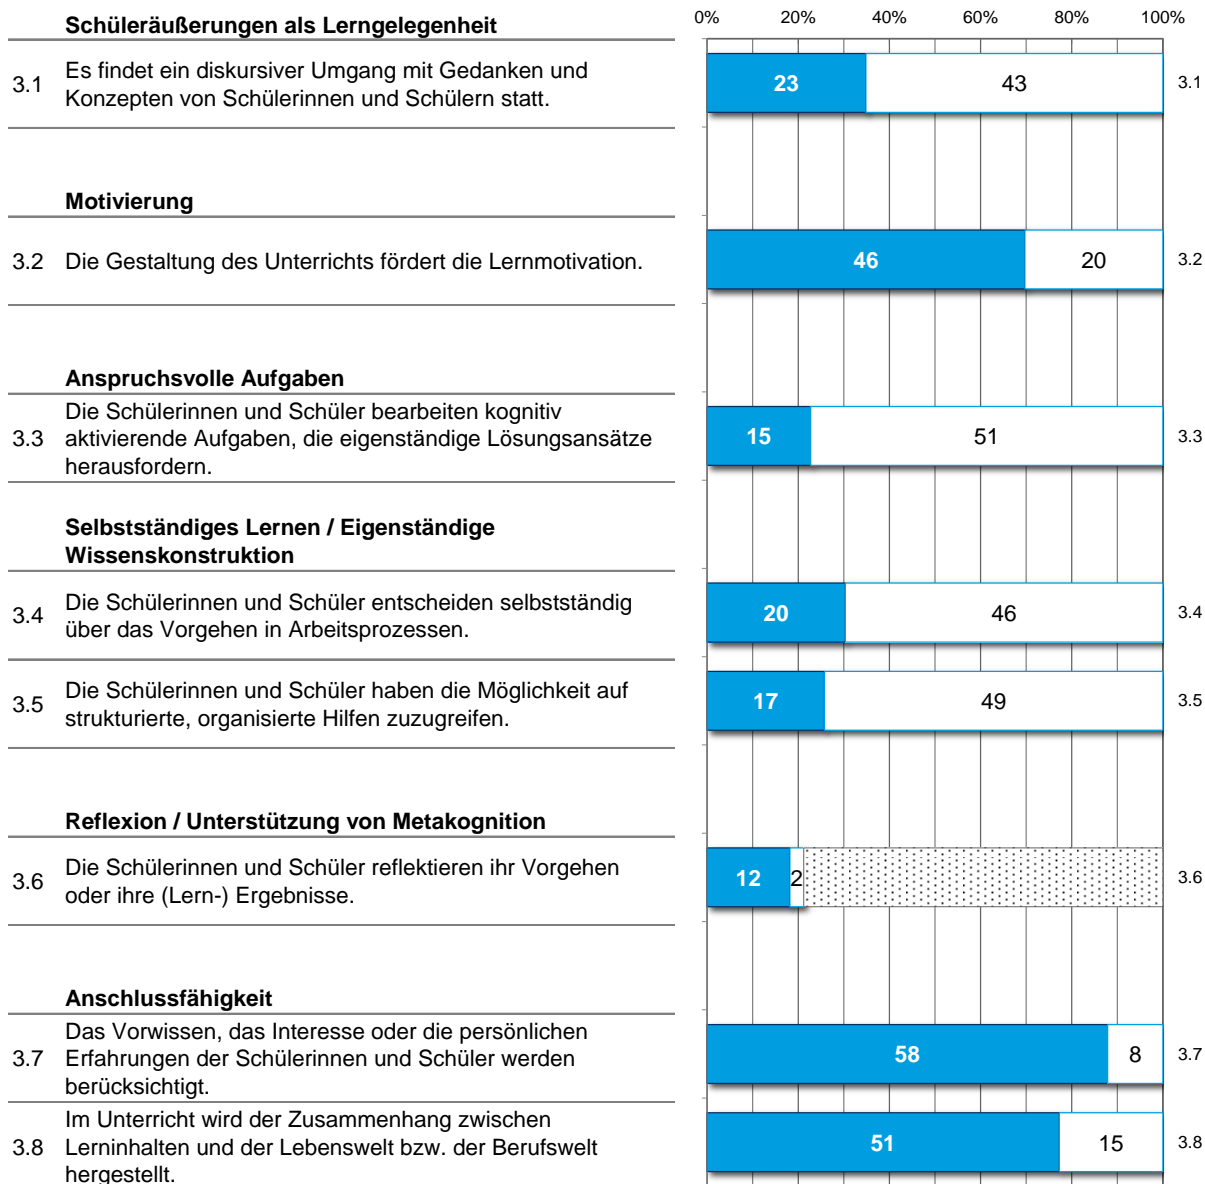 0% 20% 40% 60% 80% 100%
Schüleräußerungen als Lerngelegenheit
3.1 Es findet ein diskursiver Umgang mit Gedanken und
Konzepten von Schülerinnen und Schülern statt.
23 43 3.1
Motivierung
3.2 Die Gestaltung des Unterrichts fördert die Lernmotivation.
46 20 3.2
Anspruchsvolle Aufgaben
Die Schülerinnen und Schüler bearbeiten kognitiv
3.3 aktivierende Aufgaben, die eigenständige Lösungsansätze
herausfordern.
15 51 3.3
Selbstständiges Lernen / Eigenständige
Wissenskonstruktion
3.4 Die Schülerinnen und Schüler entscheiden selbstständig
über das Vorgehen in Arbeitsprozessen.
20 46 3.4
3.5 Die Schülerinnen und Schüler haben die Möglichkeit auf
strukturierte, organisierte Hilfen zuzugreifen.
17 49 3.5
Reflexion / Unterstützung von Metakognition
3.6 Die Schülerinnen und Schüler reflektieren ihr Vorgehen
oder ihre (Lern-) Ergebnisse.
12 2 3.6
Anschlussfähigkeit
Das Vorwissen, das Interesse oder die persönlichen
3.7 Erfahrungen der Schülerinnen und Schüler werden
berücksichtigt.
58 8 3.7
Im Unterricht wird der Zusammenhang zwischen
3.8 Lerninhalten und der Lebenswelt bzw. der Berufswelt
hergestellt.
51 15 3.8